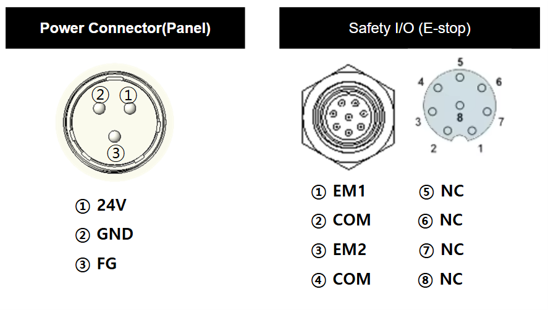 Power Connector(Panel)
② ①
③
① 24V
② GND
③ FG
Safety I/O (E-stop)
5
4 6
3 8 7
2 1
① EM1 ⑤ NC
② COM ⑥ NC
③ EM2 ⑦ NC
④ COM ⑧ NC